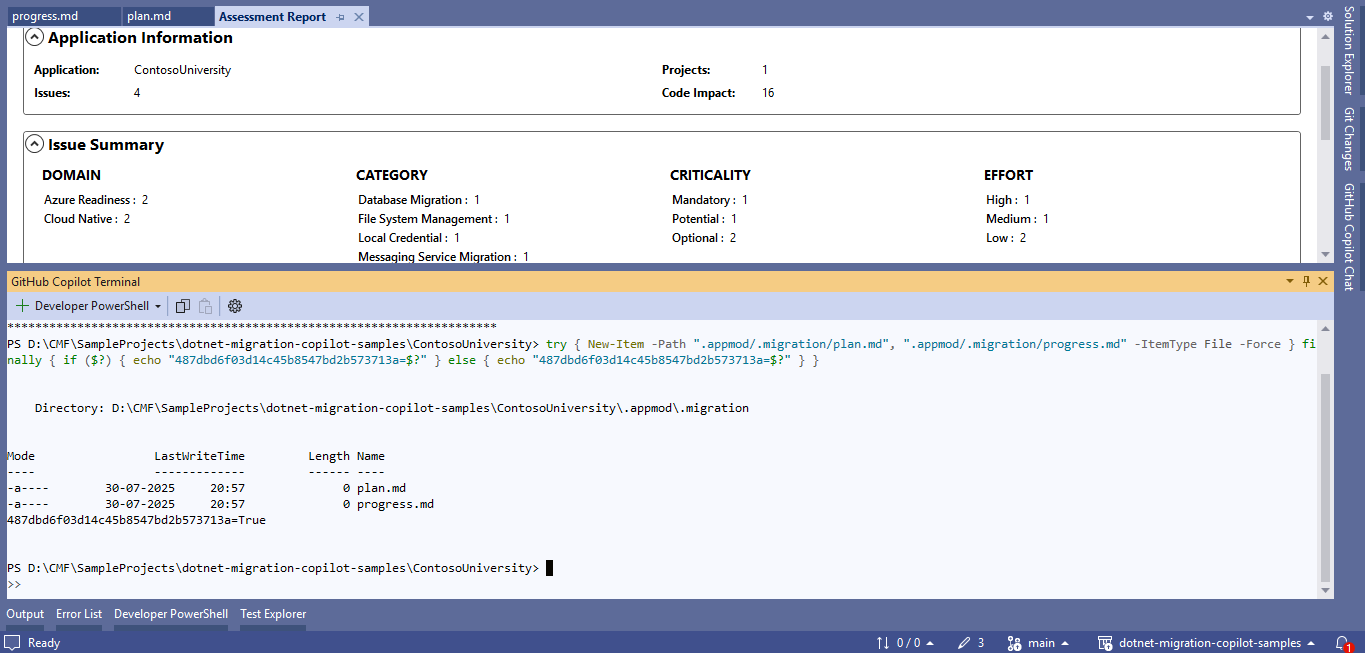 progress.md plan.md Assessment Report
Application Information
Application: ContosoUniversity Projects: 1
Issues: 4 Code Impact: 16
Issue Summary
DOMAIN CATEGORY CRITICALITY EFFORT
Azure Readiness : 2 Database Migration : 1 Mandatory : 1 High : 1
Cloud Native : 2 File System Management : 1 Potential : 1 Medium : 1
Local Credential : 1 Optional : 2 Low : 2
Messaging Service Migration : 1
Solution Explorer
Git Changes
GitHub Copilot Chat
GitHub Copilot Terminal
Developer PowerShell
**********************************************************************
PS D:\CMF\SampleProjects\dotnet-migration-copilot-samples\ContosoUniversity> try { New-Item -Path ".appmod/.migration/plan.md", ".appmod/.migration/progress.md" -ItemType File -Force } fi
nally { if ($?) { echo "487dbd6f03d14c45b8547bd2b573713a=$?" } else { echo "487dbd6f03d14c45b8547bd2b573713a=$?" } }
Directory: D:\CMF\SampleProjects\dotnet-migration-copilot-samples\ContosoUniversity\.appmod\.migration
Mode LastWriteTime Length Name
---- ------------- ------ ----
-a---- 30-07-2025 20:57 0 plan.md
-a---- 30-07-2025 20:57 0 progress.md
487dbd6f03d14c45b8547bd2b573713a=True
PS D:\CMF\SampleProjects\dotnet-migration-copilot-samples\ContosoUniversity>
>>
Output Error List Developer PowerShell Test Explorer
Ready 0 / 0 3 main dotnet-migration-copilot-samples 1